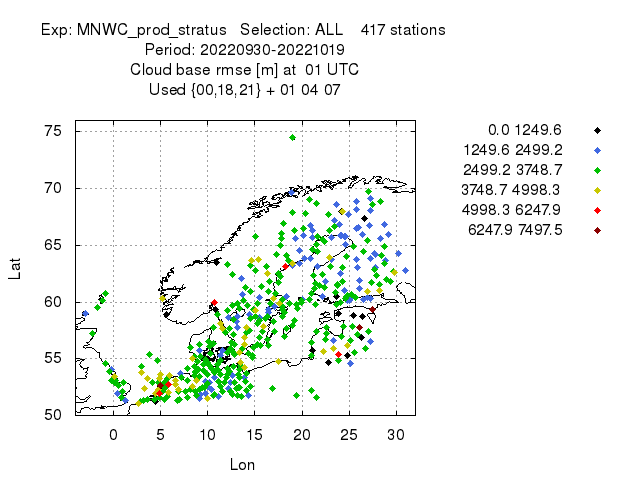 Exp: MNWC_prod_stratus   Selection: ALL    417 stations
Period: 20220930-20221019
Cloud base rmse [m] at  01 UTC
Used {00,18,21} + 01 04 07
0.0 1249.6
1249.6 2499.2
2499.2 3748.7
3748.7 4998.3
4998.3 6247.9
6247.9 7497.5
75
70
65
60
55
50
Lat
0 5 10 15 20 25 30
Lon